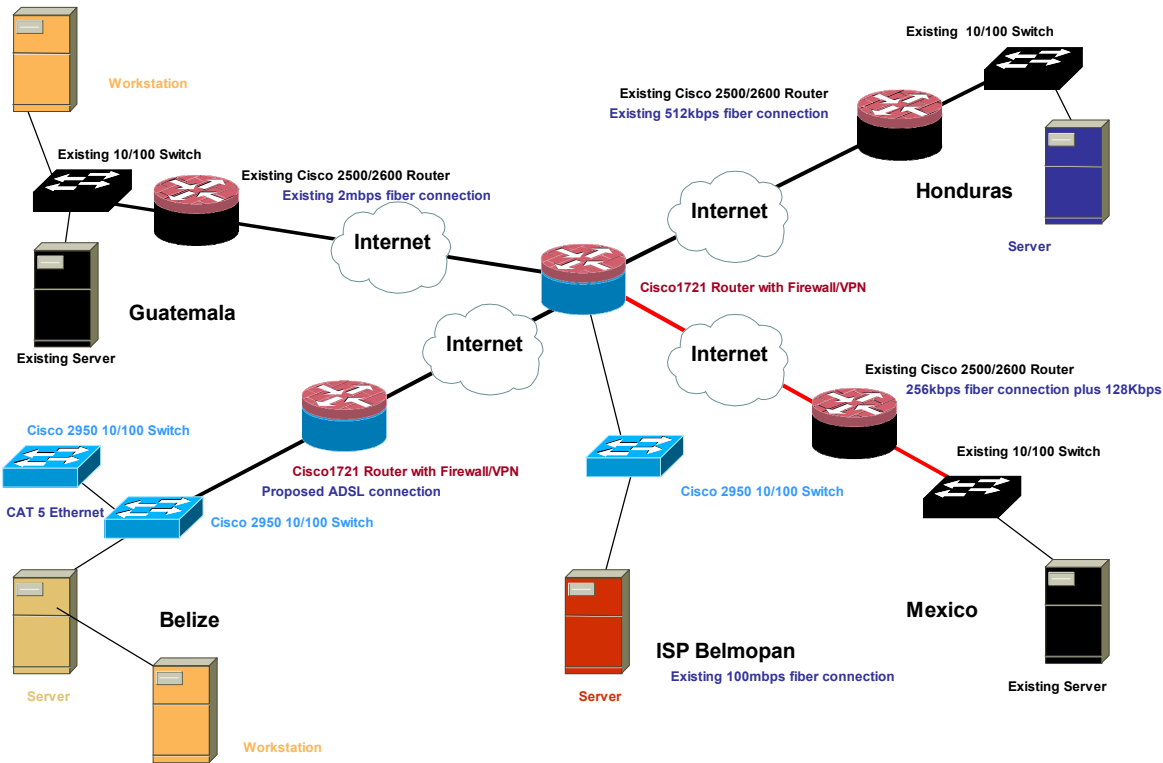 Workstation
Existing 10/100 Switch
Existing Cisco 2500/2600 Router
Existing 2mbps fiber connection
Internet
Guatemala
Existing Server
Existing  10/100 Switch
Existing Cisco 2500/2600 Router
Existing 512kbps fiber connection
Honduras
Server
Internet
Cisco1721 Router with Firewall/VPN
Internet
Internet
Existing Cisco 2500/2600 Router
256kbps fiber connection plus 128Kbps
Existing 10/100 Switch
Mexico
Existing Server
Cisco 2950 10/100 Switch
Cisco1721 Router with Firewall/VPN
Proposed ADSL connection
CAT 5 Ethernet
Cisco 2950 10/100 Switch
Belize
Server
Workstation
Cisco 2950 10/100 Switch
ISP Belmopan
Existing 100mbps fiber connection
Server